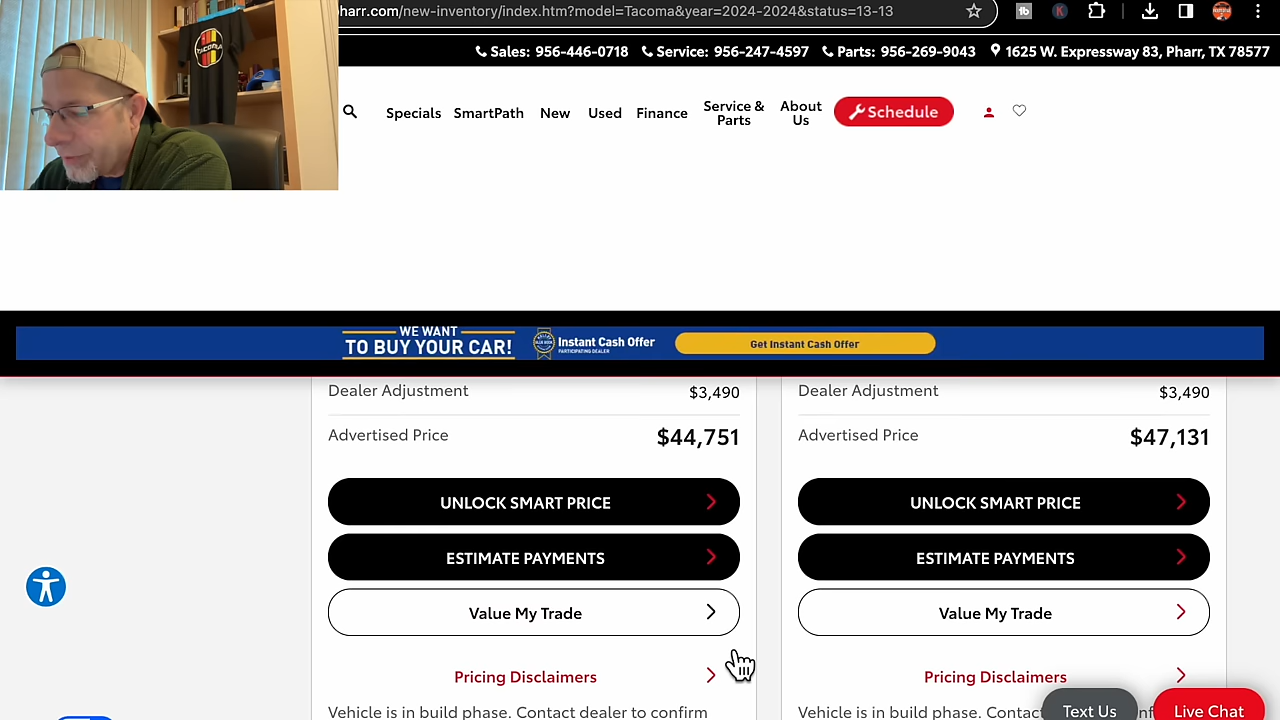 harr.com/new-inventory/index.htm?model=Tacoma&year=2024-2024&status=13-13
TACOMA
Sales: 956-446-0718 Service: 956-247-4597 Parts: 956-269-9043 1625 W. Expressway 83, Pharr, TX 78577
Specials SmartPath New Used Finance Service & Parts About Us Schedule
WE WANT
TO BUY YOUR CAR!
Instant Cash Offer
PARTICIPATING DEALER
Get Instant Cash Offer
Dealer Adjustment $3,490
Advertised Price $44,751
UNLOCK SMART PRICE
ESTIMATE PAYMENTS
Value My Trade
Pricing Disclaimers
Vehicle is in build phase. Contact dealer to confirm
Dealer Adjustment $3,490
Advertised Price $47,131
UNLOCK SMART PRICE
ESTIMATE PAYMENTS
Value My Trade
Pricing Disclaimers
Vehicle is in build phase. Contac
nf
Text Us
Live Chat